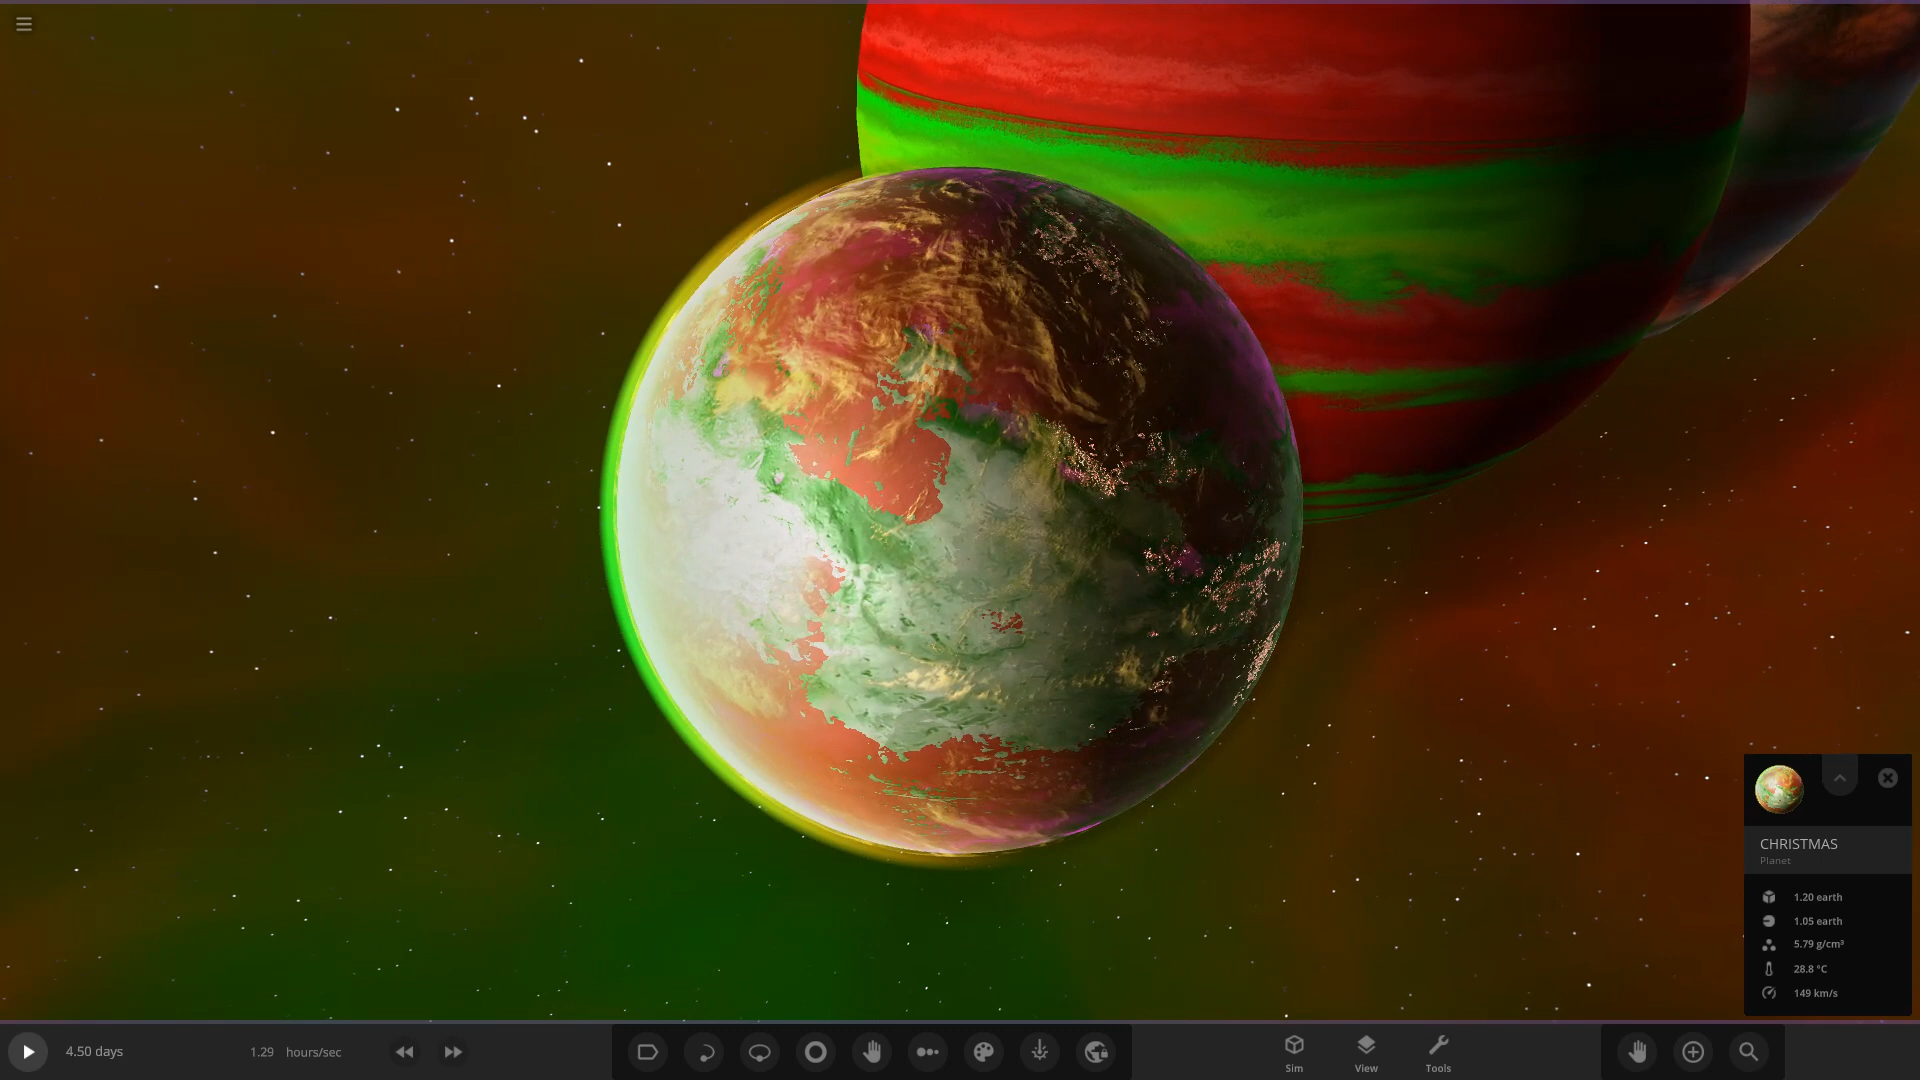 CHRISTMAS
Planet
1.20 earth
1.05 earth
5.79 g/cm³
28.8 °C
149 km/s
4.50 days
1.29 hours/sec
Sim
View
Tools